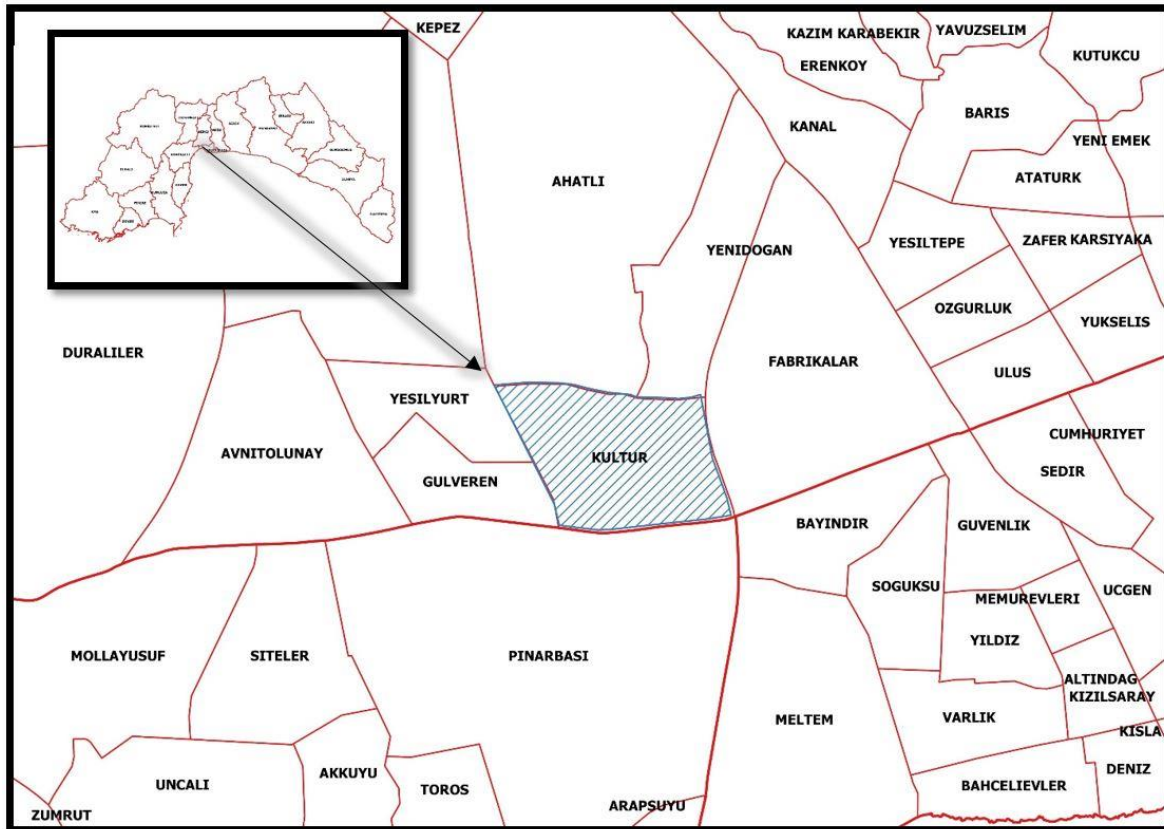 KEPEZ
KAZIM KARABEKIR
YAVUZSELIM
ERENKOY
KUTUKCU
BARIS
KANAL
YENI EMEK
ATATURK
AHATLI
YENIDOGAN
YESILTEPE
ZAFER
KARSIYAKA
OZGURLUK
YUKSELIS
DURALILER
FABRIKALAR
ULUS
YESILYURT
CUMHURIYET
AVNITOLUNAY
KULTUR
SEDIR
GULVEREN
BAYINDIR
GUVENLIK
SOGUKSU
MEMUREVLERI
UCGEN
YILDIZ
MOLLAYUSUF
SITELER
PINARBASI
ALTINDAG
KIZILSARAY
MELTEM
VARLIK
KISLA
DENIZ
AKKUYU
UNCALI
TOROS
BAHCELIEVLER
ARAPSUYU
ZUMRUT